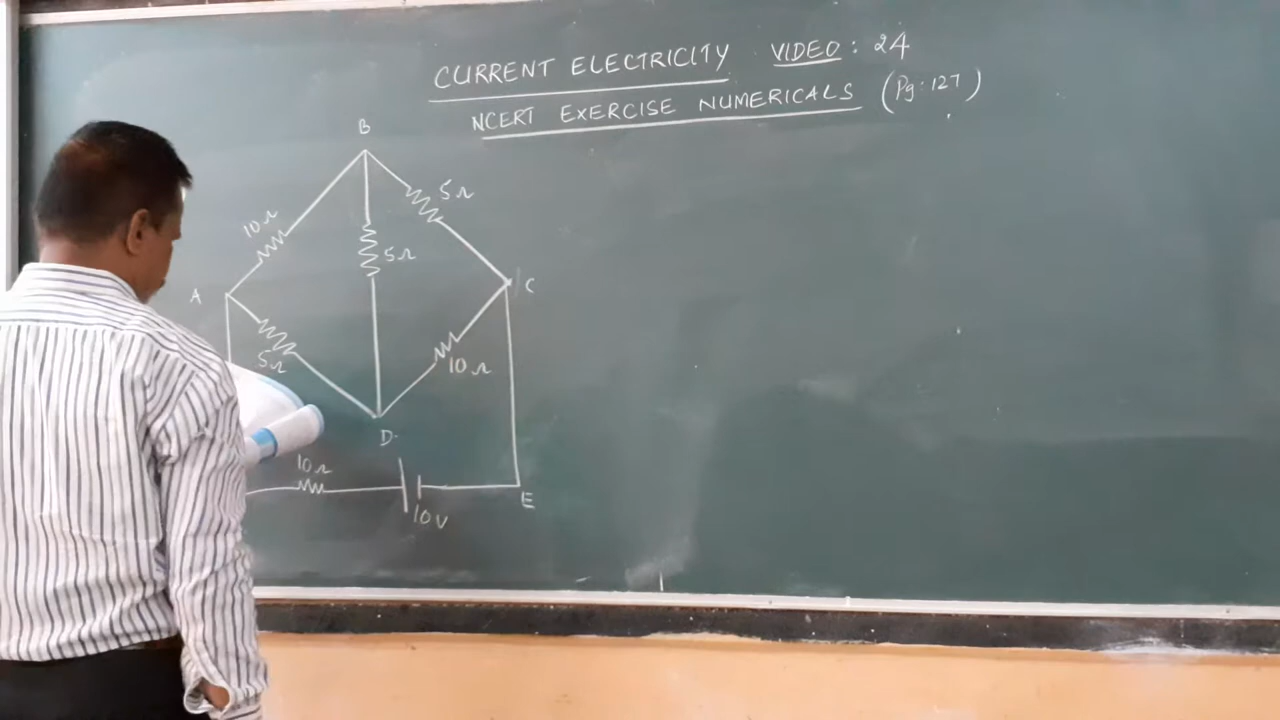 CURRENT ELECTRICITY VIDEO: 24
NCERT EXERCISE NUMERICALS (Pg: 127)
B
10Ω
5Ω
5Ω
A
C
5Ω
10Ω
D
10Ω
10V
E